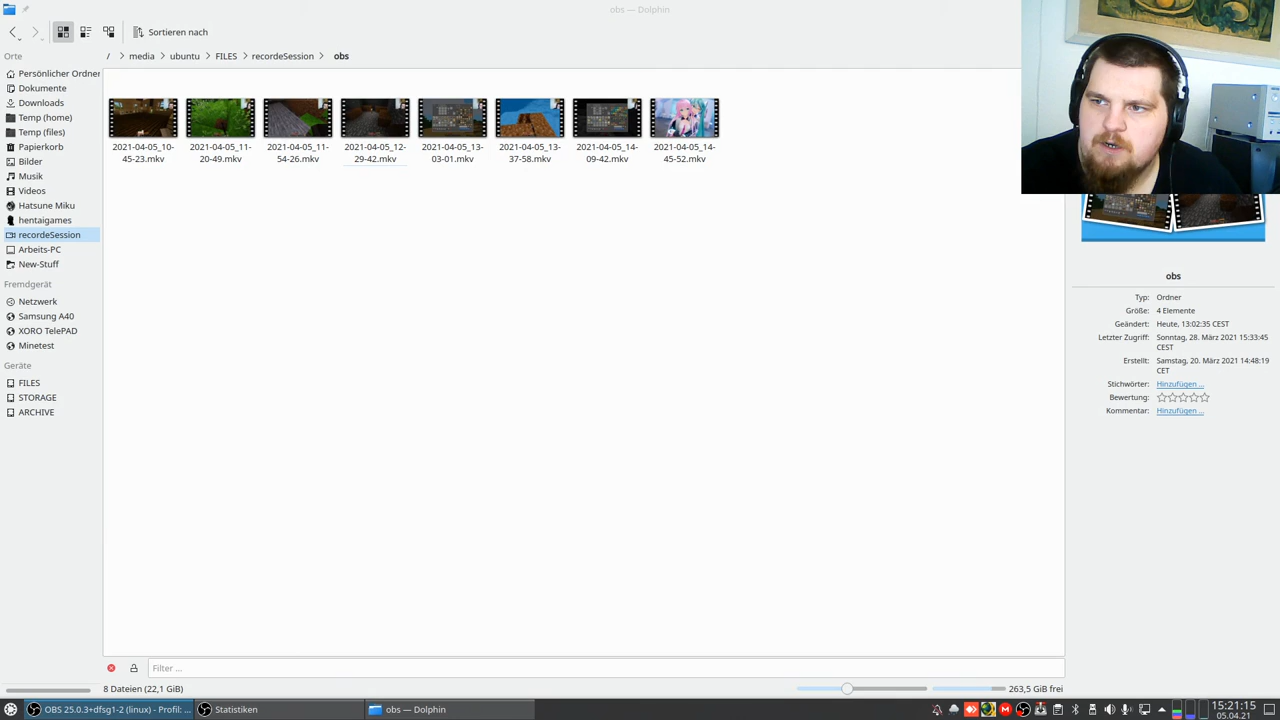 obs — Dolphin
Sortieren nach
/ > media > ubuntu > FILES > recordeSession > obs
Orte
Persönlicher Ordner
Dokumente
Downloads
Temp (home)
Temp (files)
Papierkorb
Bilder
Musik
Videos
Hatsune Miku
hentaigames
recordeSession
Arbeits-PC
New-Stuff
Fremdgerät
Netzwerk
Samsung A40
XORO TelePAD
Minetest
Geräte
FILES
STORAGE
ARCHIVE
2021-04-05_10-
45-23.mkv
2021-04-05_11-
20-49.mkv
2021-04-05_11-
54-26.mkv
2021-04-05_12-
29-42.mkv
2021-04-05_13-
03-01.mkv
2021-04-05_13-
37-58.mkv
2021-04-05_14-
09-42.mkv
2021-04-05_14-
45-52.mkv
obs
Typ: Ordner
Größe: 4 Elemente
Geändert: Heute, 13:02:35 CEST
Letzter Zugriff: Sonntag, 28. März 2021 15:33:45
CEST
Erstellt: Samstag, 20. März 2021 14:48:19
CET
Stichwörter: Hinzufügen ...
Bewertung:
Kommentar: Hinzufügen ...
Filter ...
8 Dateien (22,1 GiB)
263,5 GiB frei
OBS 25.0.3+dfsg1-2 (linux) - Profil: ...
Statistiken
obs — Dolphin
15:21:15
05.04.21